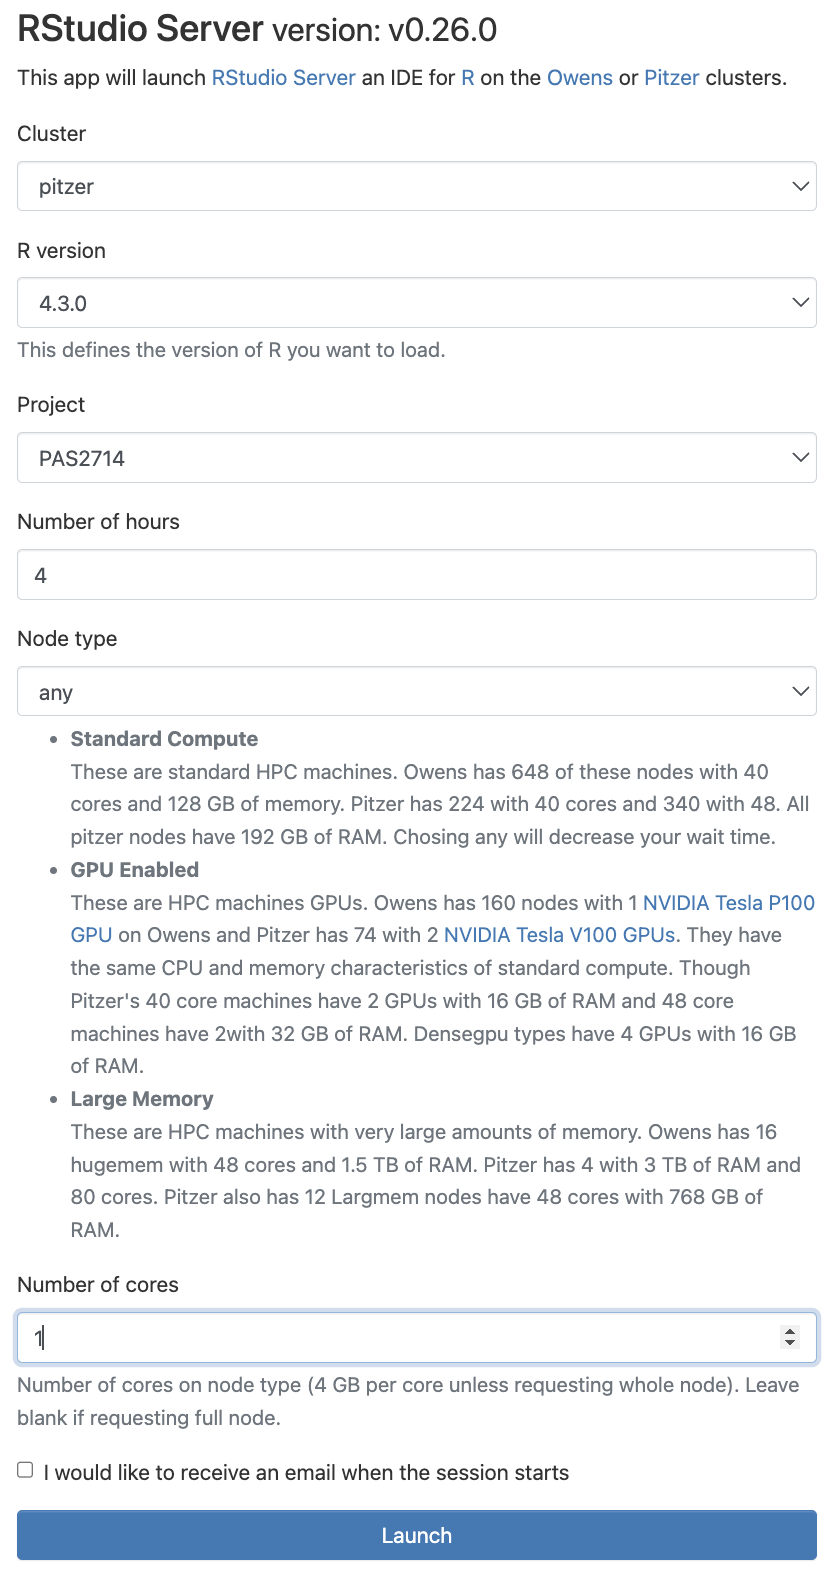 RStudio Server version: v0.26.0
This app will launch RStudio Server an IDE for R on the Owens or Pitzer clusters.
Cluster
pitzer
R version
4.3.0
This defines the version of R you want to load.
Project
PAS2714
Number of hours
4
Node type
any
• Standard Compute
These are standard HPC machines. Owens has 648 of these nodes with 40
cores and 128 GB of memory. Pitzer has 224 with 40 cores and 340 with 48. All
pitzer nodes have 192 GB of RAM. Chosing any will decrease your wait time.
• GPU Enabled
These are HPC machines GPUs. Owens has 160 nodes with 1 NVIDIA Tesla P100
GPU on Owens and Pitzer has 74 with 2 NVIDIA Tesla V100 GPUs. They have
the same CPU and memory characteristics of standard compute. Though
Pitzer's 40 core machines have 2 GPUs with 16 GB of RAM and 48 core
machines have 2with 32 GB of RAM. Densegpu types have 4 GPUs with 16 GB
of RAM.
• Large Memory
These are HPC machines with very large amounts of memory. Owens has 16
hugemem with 48 cores and 1.5 TB of RAM. Pitzer has 4 with 3 TB of RAM and
80 cores. Pitzer also has 12 Largmem nodes have 48 cores with 768 GB of
RAM.
Number of cores
1
Number of cores on node type (4 GB per core unless requesting whole node). Leave
blank if requesting full node.
I would like to receive an email when the session starts
Launch